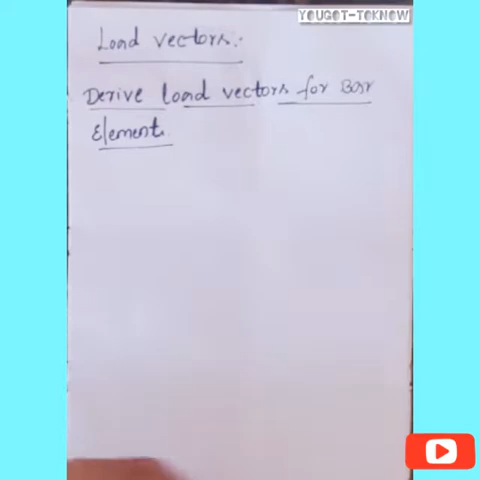 YOUGOT-TOKNOW
Load vectors:-
Derive load vectors for Bar
Element.